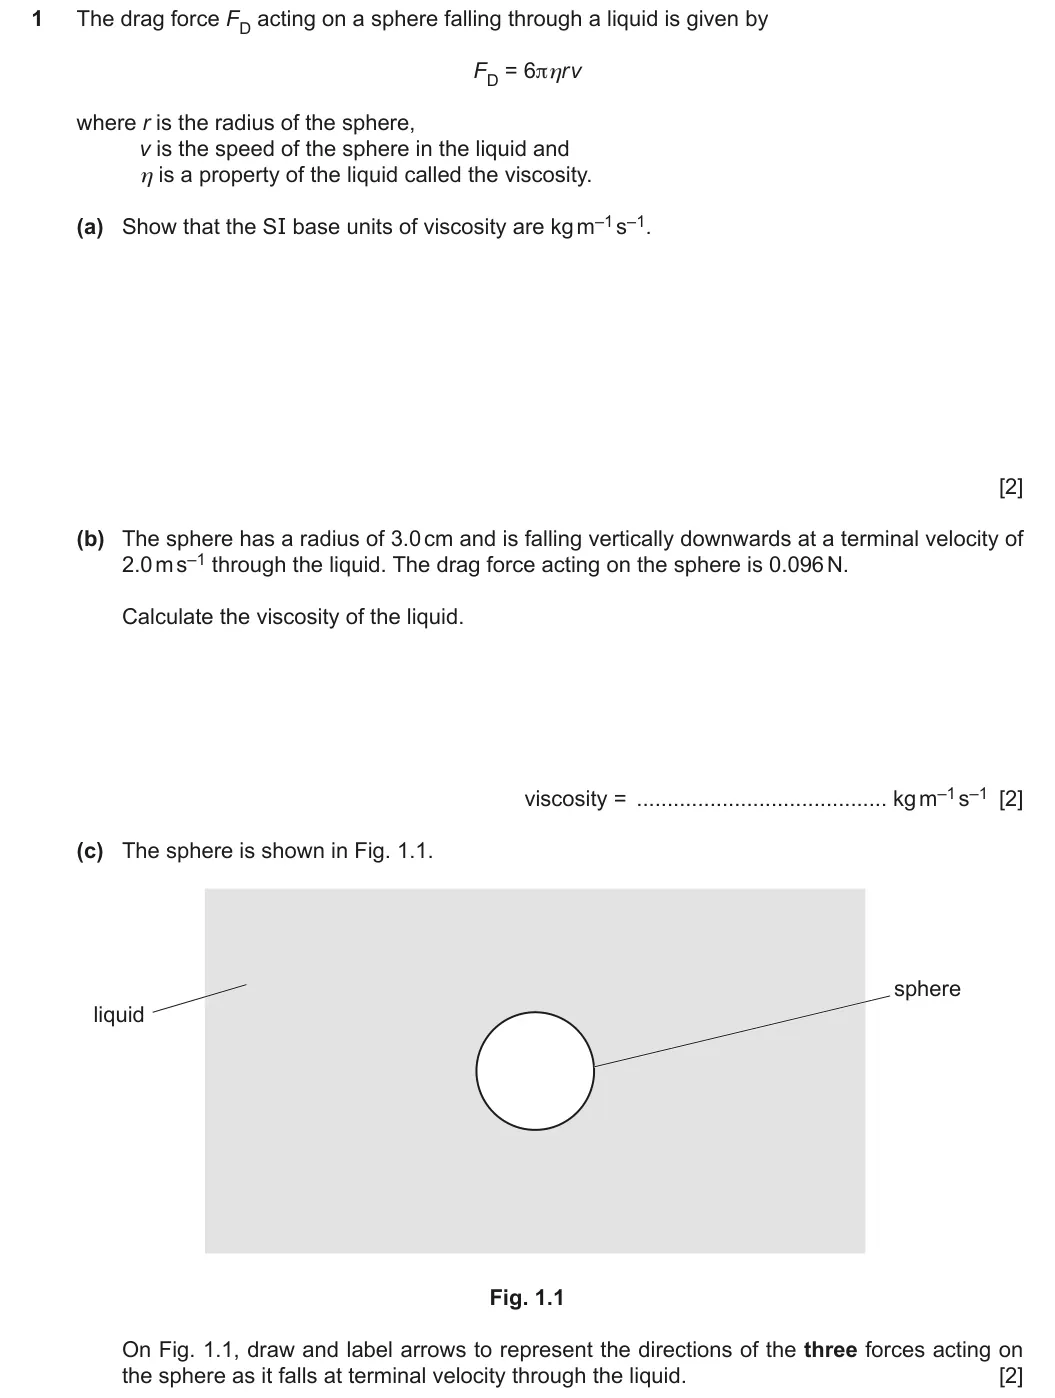 1 The drag force F_D acting on a sphere falling through a liquid is given by
F_D = 6πηrv
where r is the radius of the sphere,
v is the speed of the sphere in the liquid and
η is a property of the liquid called the viscosity.
(a) Show that the SI base units of viscosity are kg m⁻¹ s⁻¹.
[2]
(b) The sphere has a radius of 3.0 cm and is falling vertically downwards at a terminal velocity of
2.0 m s⁻¹ through the liquid. The drag force acting on the sphere is 0.096 N.
Calculate the viscosity of the liquid.
viscosity = ......................................... kg m⁻¹ s⁻¹ [2]
(c) The sphere is shown in Fig. 1.1.
sphere
liquid
Fig. 1.1
On Fig. 1.1, draw and label arrows to represent the directions of the three forces acting on
the sphere as it falls at terminal velocity through the liquid. [2]